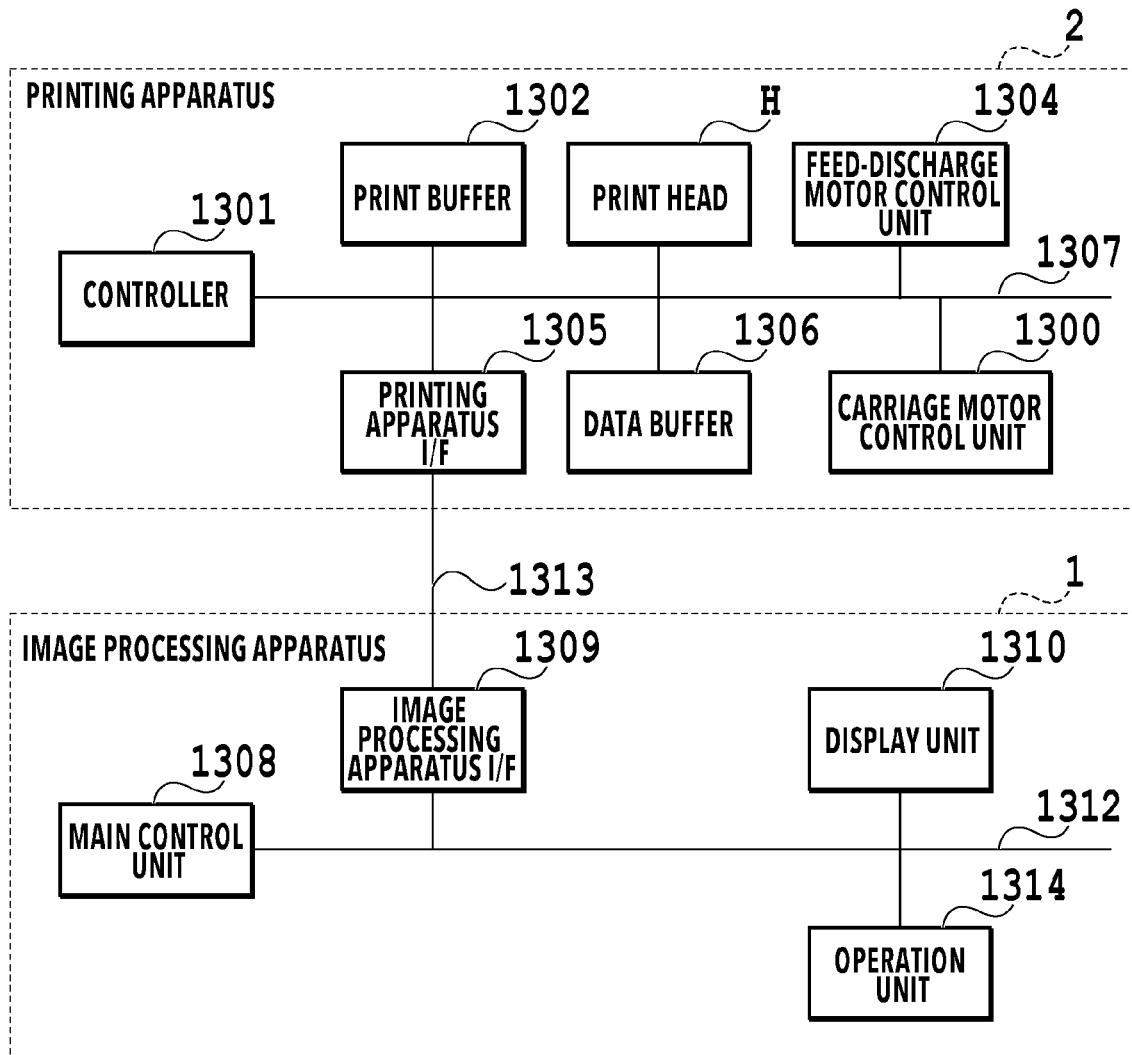 2
PRINTING APPARATUS
1302
H
1304
PRINT BUFFER
PRINT HEAD
FEED-DISCHARGE
MOTOR CONTROL
UNIT
1301
CONTROLLER
1307
1305
1306
1300
PRINTING
APPARATUS
I/F
DATA BUFFER
CARRIAGE MOTOR
CONTROL UNIT
1313
1
IMAGE PROCESSING APPARATUS
1309
1310
IMAGE
PROCESSING
APPARATUS I/F
DISPLAY UNIT
1308
MAIN CONTROL
UNIT
1312
1314
OPERATION
UNIT